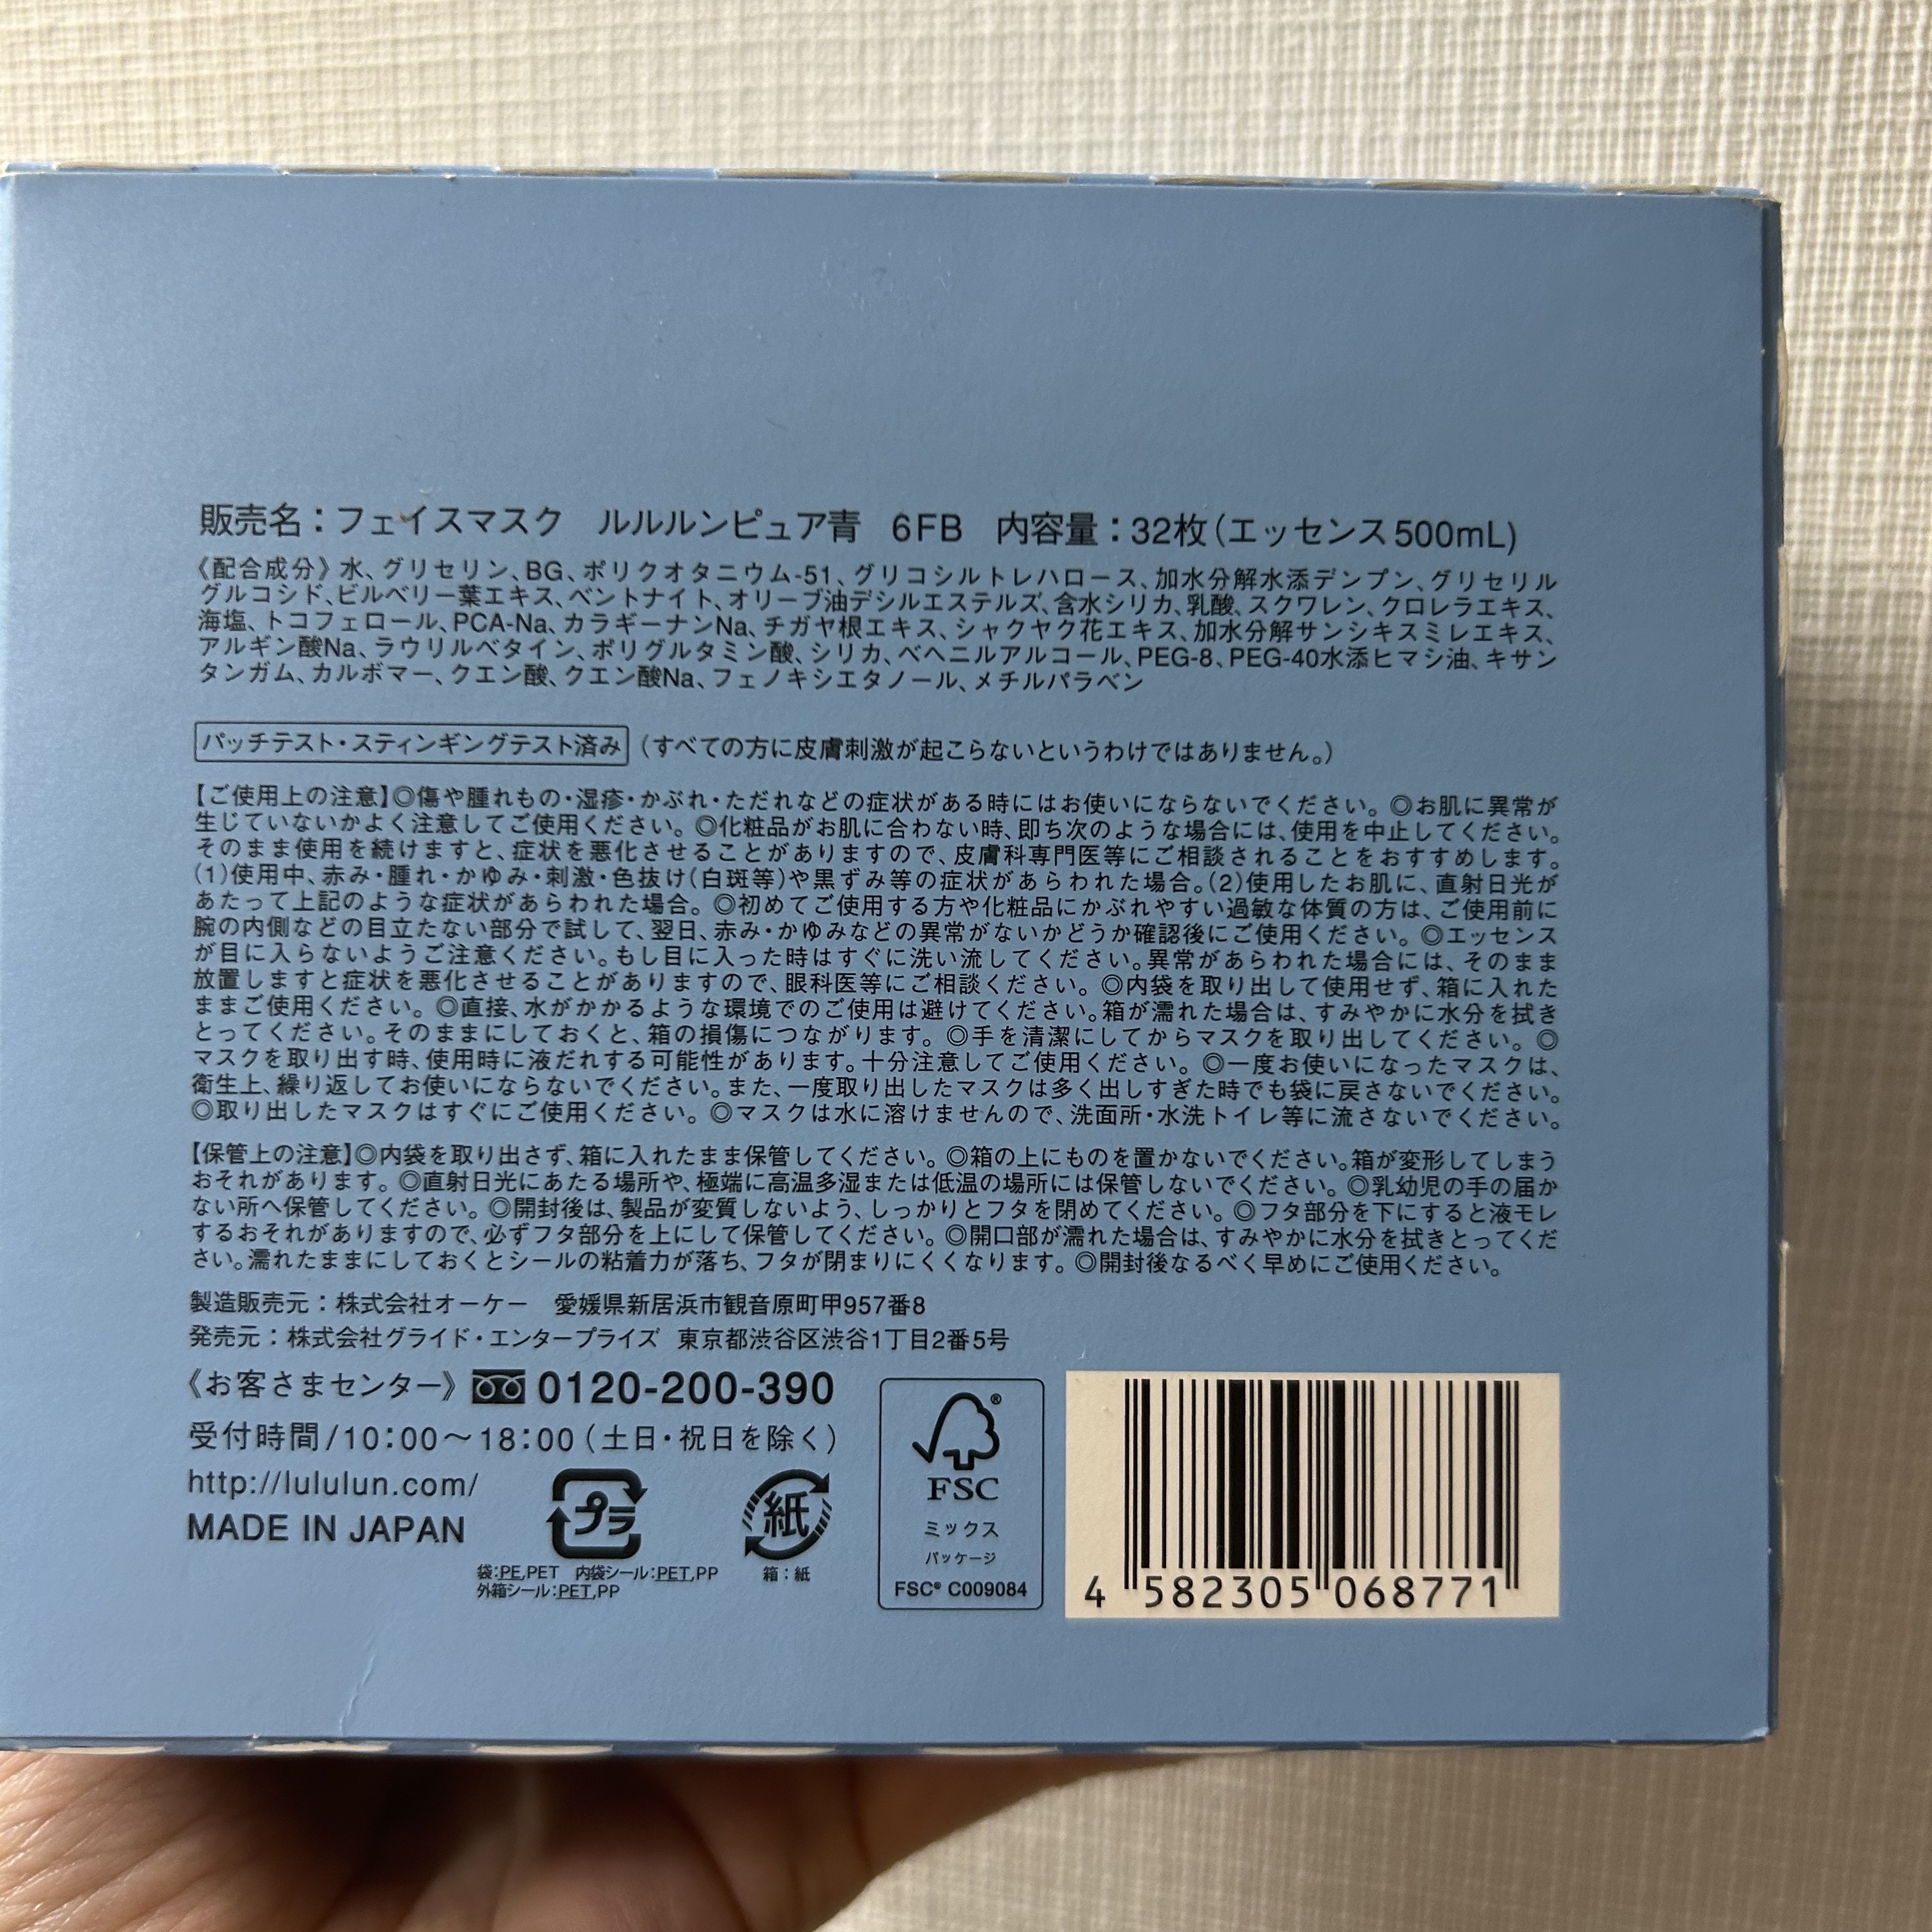 販売名：フェイスマスク　ルルルンピュア青　6FB　内容量：32枚（エッセンス500mL）
《配合成分》水、グリセリン、BG、ポリクオタニウム-51、グリコシルトレハロース、加水分解水添デンプン、グリセリル
グルコシド、ビルベリー葉エキス、ベントナイト、オリーブ油デシルエステルズ、含水シリカ、乳酸、スクワレン、クロレラエキス、
海塩、トコフェロール、PCA-Na、カラギーナンNa、チガヤ根エキス、シャクヤク花エキス、加水分解サンシキスミレエキス、
アルギン酸Na、ラウリルベタイン、ポリグルタミン酸、シリカ、ベヘニルアルコール、PEG-8、PEG-40水添ヒマシ油、キサン
タンガム、カルボマー、クエン酸、クエン酸Na、フェノキシエタノール、メチルパラベン
パッチテスト・スティンギングテスト済み（すべての方に皮膚刺激が起こらないというわけではありません。）
【ご使用上の注意】◎傷や腫れもの・湿疹・かぶれ・ただれなどの症状がある時にはお使いにならないでください。◎お肌に異常が
生じていないかよく注意してご使用ください。◎化粧品がお肌に合わない時、即ち次のような場合には、使用を中止してください。
そのまま使用を続けますと、症状を悪化させることがありますので、皮膚科専門医等にご相談されることをおすすめします。
(1)使用中、赤み・腫れ・かゆみ・刺激・色抜け(白斑等)や黒ずみ等の症状があらわれた場合。(2)使用したお肌に、直射日光が
あたって上記のような症状があらわれた場合。◎初めてご使用する方や化粧品にかぶれやすい過敏な体質の方は、ご使用前に
腕の内側などの目立たない部分で試して、翌日、赤み・かゆみなどの異常がないかどうか確認後にご使用ください。◎エッセンス
が目に入らないようご注意ください。もし目に入った時はすぐに洗い流してください。異常があらわれた場合には、そのまま
放置しますと症状を悪化させることがありますので、眼科医等にご相談ください。◎内袋を取り出して使用せず、箱に入れた
ままご使用ください。◎直接、水がかかるような環境でのご使用は避けてください。箱が濡れた場合は、すみやかに水分を拭き
とってください。そのままにしておくと、箱の損傷につながります。◎手を清潔にしてからマスクを取り出してください。◎
マスクを取り出す時、使用時に液だれする可能性があります。十分注意してご使用ください。◎一度お使いになったマスクは、
衛生上、繰り返してお使いにならないでください。また、一度取り出したマスクは多く出しすぎた時でも袋に戻さないでください。
◎取り出したマスクはすぐにご使用ください。◎マスクは水に溶けませんので、洗面所・水洗トイレ等に流さないでください。
【保管上の注意】◎内袋を取り出さず、箱に入れたまま保管してください。◎箱の上にものを置かないでください。箱が変形してしまう
おそれがあります。◎直射日光にあたる場所や、極端に高温多湿または低温の場所には保管しないでください。◎乳幼児の手の届か
ない所へ保管してください。◎開封後は、製品が変質しないよう、しっかりとフタを閉めてください。◎フタ部分を下にすると液モレ
するおそれがありますので、必ずフタ部分を上にして保管してください。◎開口部が濡れた場合は、すみやかに水分を拭きとってくだ
さい。濡れたままにしておくとシールの粘着力が落ち、フタが閉まりにくくなります。◎開封後なるべく早めにご使用ください。
製造販売元：株式会社オーケー　愛媛県新居浜市観音原町甲957番8
発売元：株式会社グライド・エンタープライズ　東京都渋谷区渋谷1丁目2番5号
《お客さまセンター》0120-200-390
受付時間/10：00～18：00（土日・祝日を除く）
http://lululun.com/
MADE IN JAPAN
プラ
袋:PE,PET　内袋シール:PET,PP
外箱シール:PET,PP
紙
箱：紙
®
FSC
ミックス
パッケージ
FSC® C009084
4 582305 068771